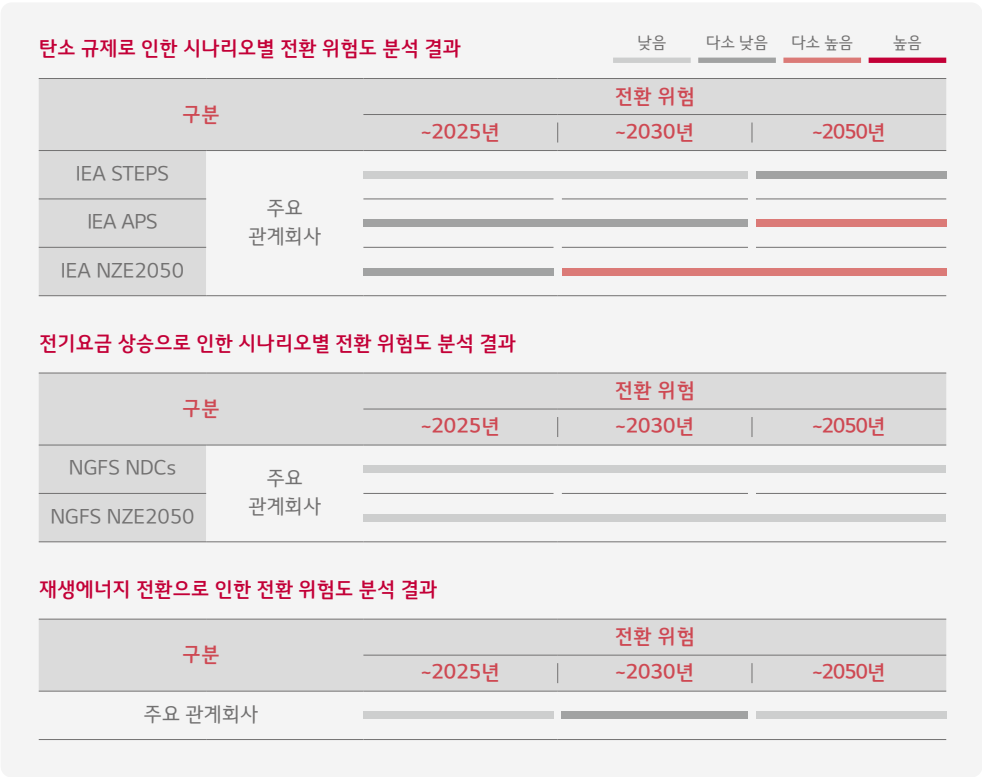 탄소 규제로 인한 시나리오별 전환 위험도 분석 결과
낮음 다소 낮음 다소 높음 높음
구분
전환 위험
~2025년 | ~2030년 | ~2050년
IEA STEPS
IEA APS
IEA NZE2050
주요
관계회사
전기요금 상승으로 인한 시나리오별 전환 위험도 분석 결과
구분
전환 위험
~2025년 | ~2030년 | ~2050년
NGFS NDCs
NGFS NZE2050
주요
관계회사
재생에너지 전환으로 인한 전환 위험도 분석 결과
구분
전환 위험
~2025년 | ~2030년 | ~2050년
주요 관계회사